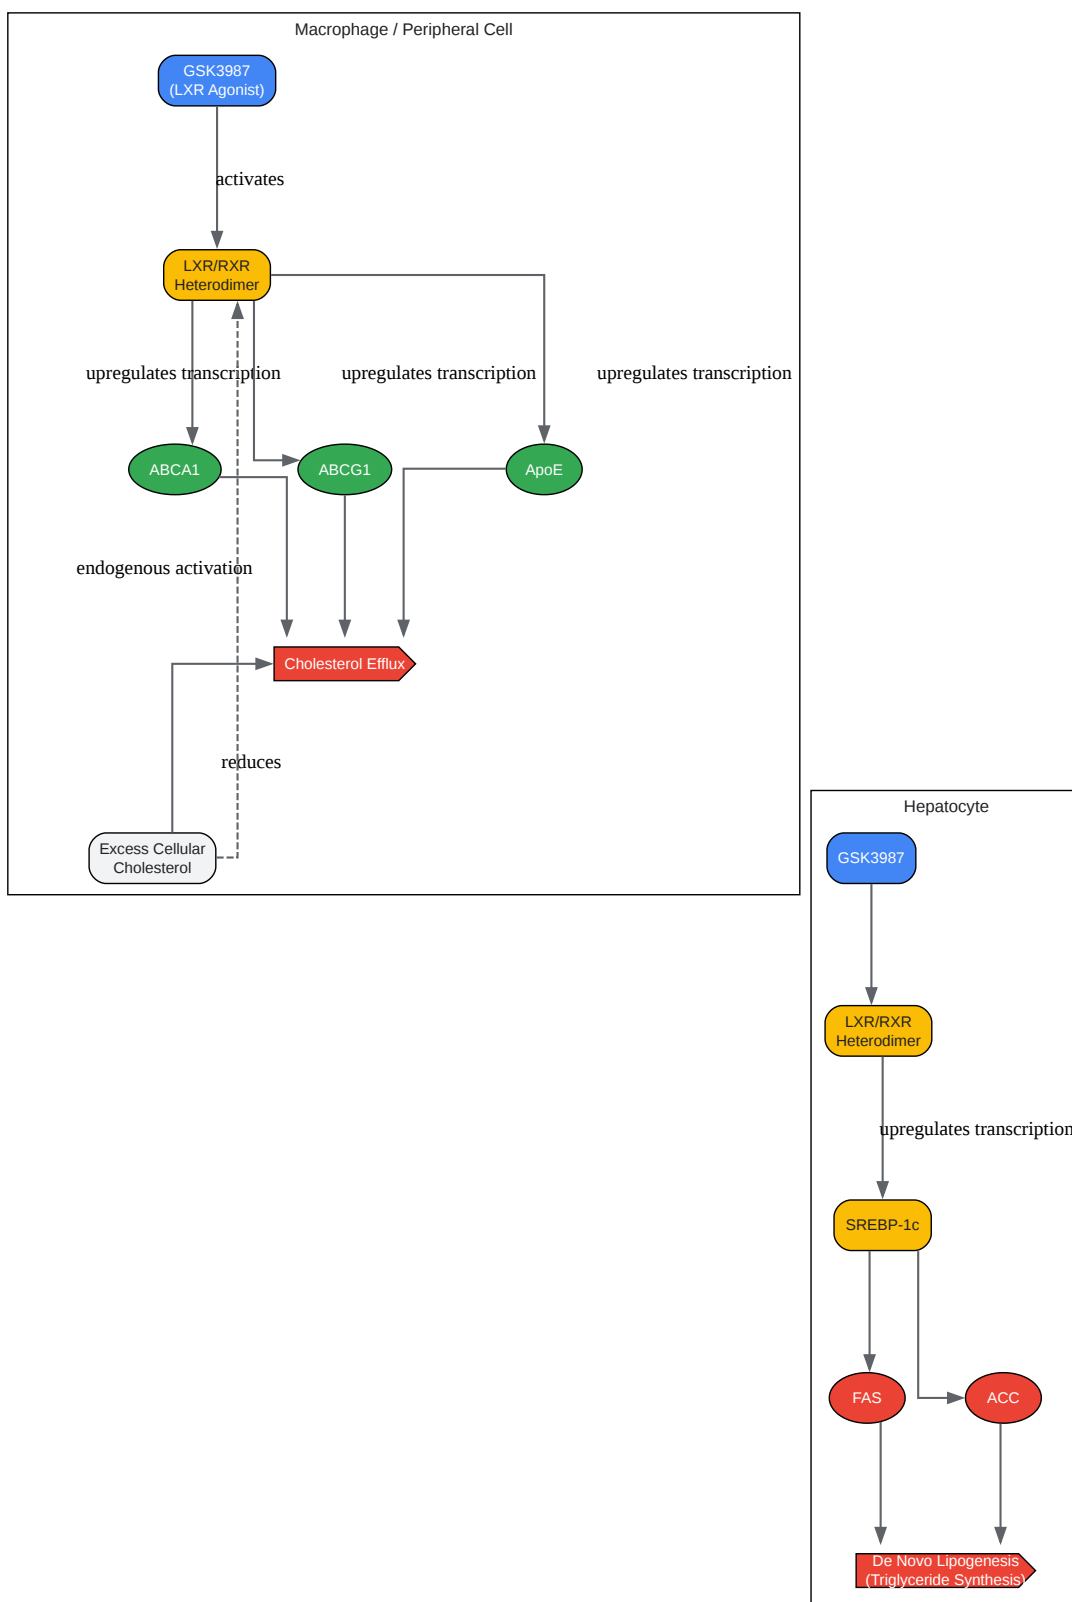 Macrophage / Peripheral Cell
GSK3987
(LXR Agonist)
activates
LXR/RXR
Heterodimer
upregulates transcription
upregulates transcription
upregulates transcription
ABCA1
ABCG1
ApoE
endogenous activation
Cholesterol Efflux
reduces
Excess Cellular
Cholesterol
Hepatocyte
GSK3987
LXR/RXR
Heterodimer
upregulates transcription
SREBP-1c
FAS
ACC
De Novo Lipogenesis
(Triglyceride Synthesis)